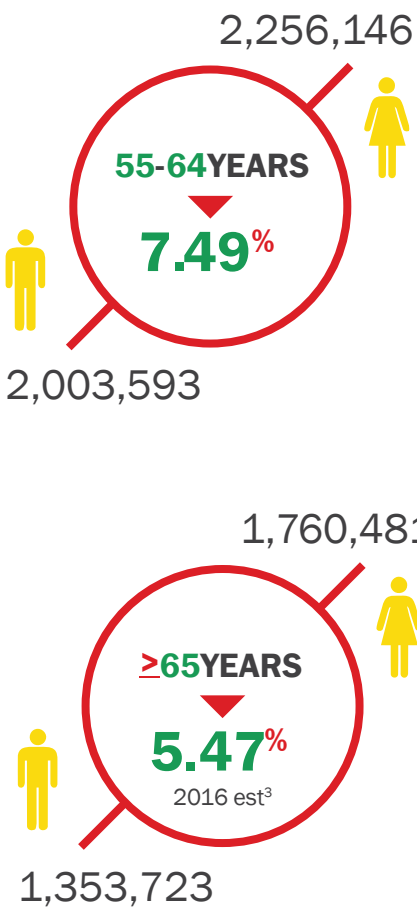 2,256,146
55-64YEARS
7.49%
2,003,593
1,760,481
≥65YEARS
5.47%
2016 est³
1,353,723